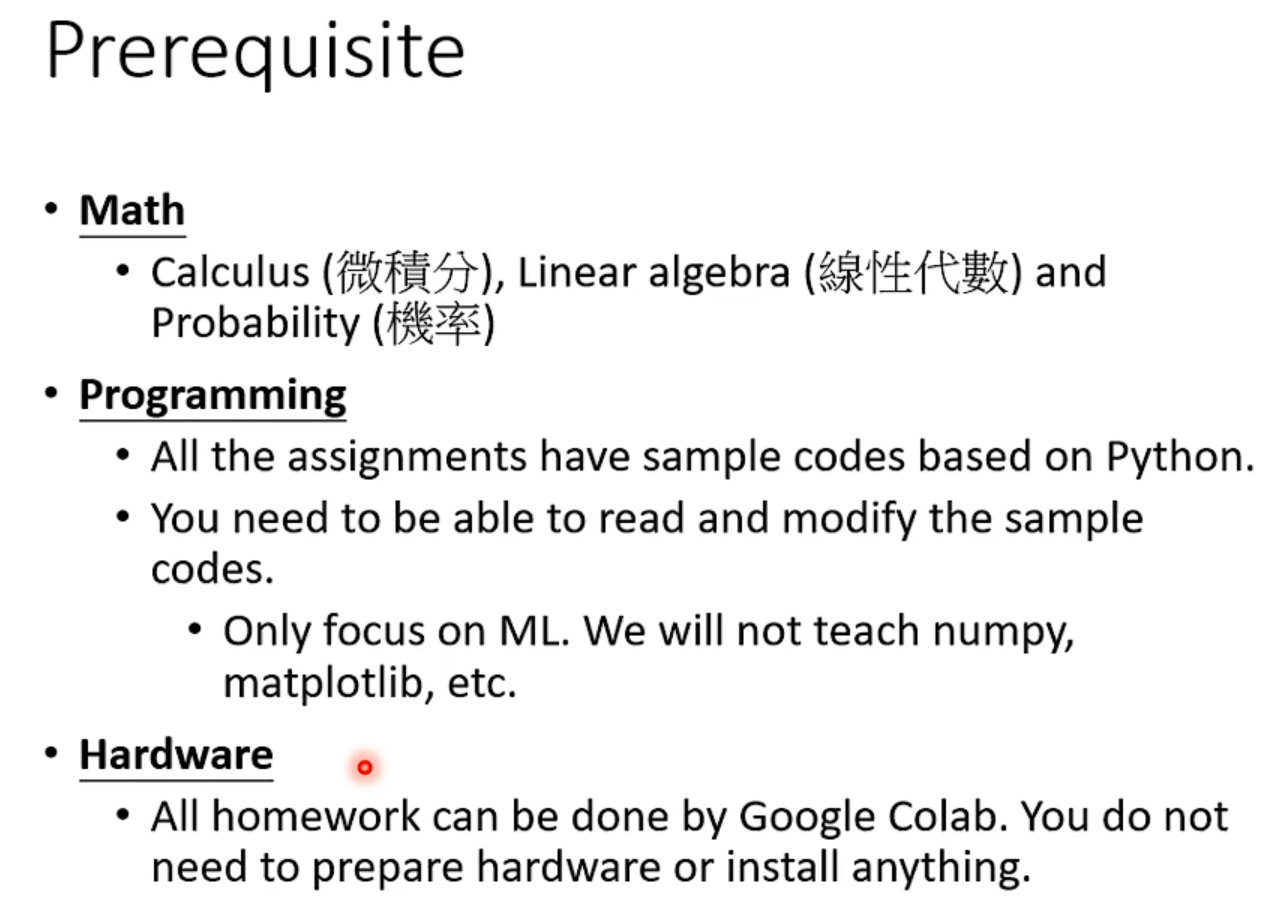 Prerequisite
• Math
• Calculus (微積分), Linear algebra (線性代數) and
Probability (機率)
• Programming
• All the assignments have sample codes based on Python.
• You need to be able to read and modify the sample
codes.
• Only focus on ML. We will not teach numpy,
matplotlib, etc.
• Hardware
• All homework can be done by Google Colab. You do not
need to prepare hardware or install anything.